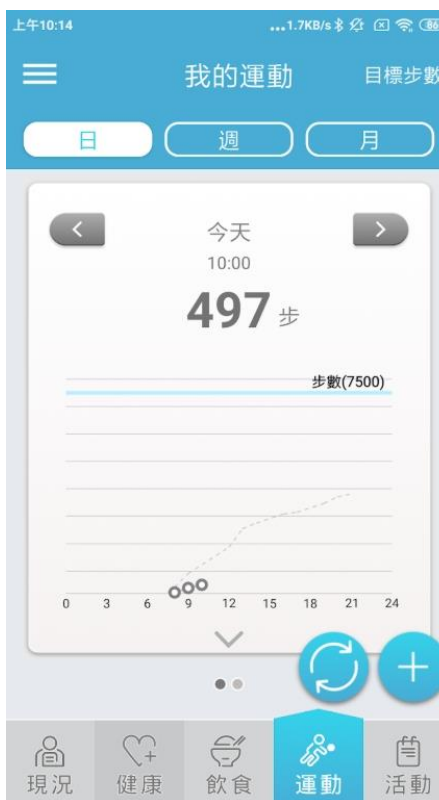 上午10:14 ...1.7KB/s 86
我的運動 目標步數
日 週 月
今天
10:00
497 步
步數(7500)
0 3 6 9 12 15 18 21 24
現況 健康 飲食 運動 活動